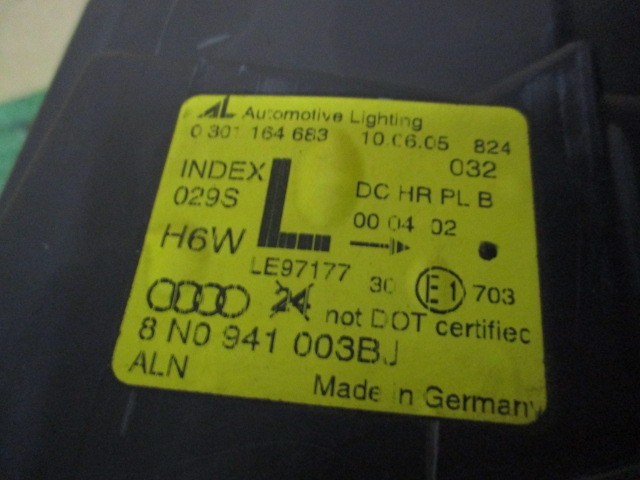 AL Automotive Lighting
0 301 164 683 10.06.05 824
INDEX 032
029S L DC HR PL B
H6W 00 04 02
LE97177 30 E1 703
24 not DOT certifiec
8 N0 941 003BJ
ALN Made in Germany